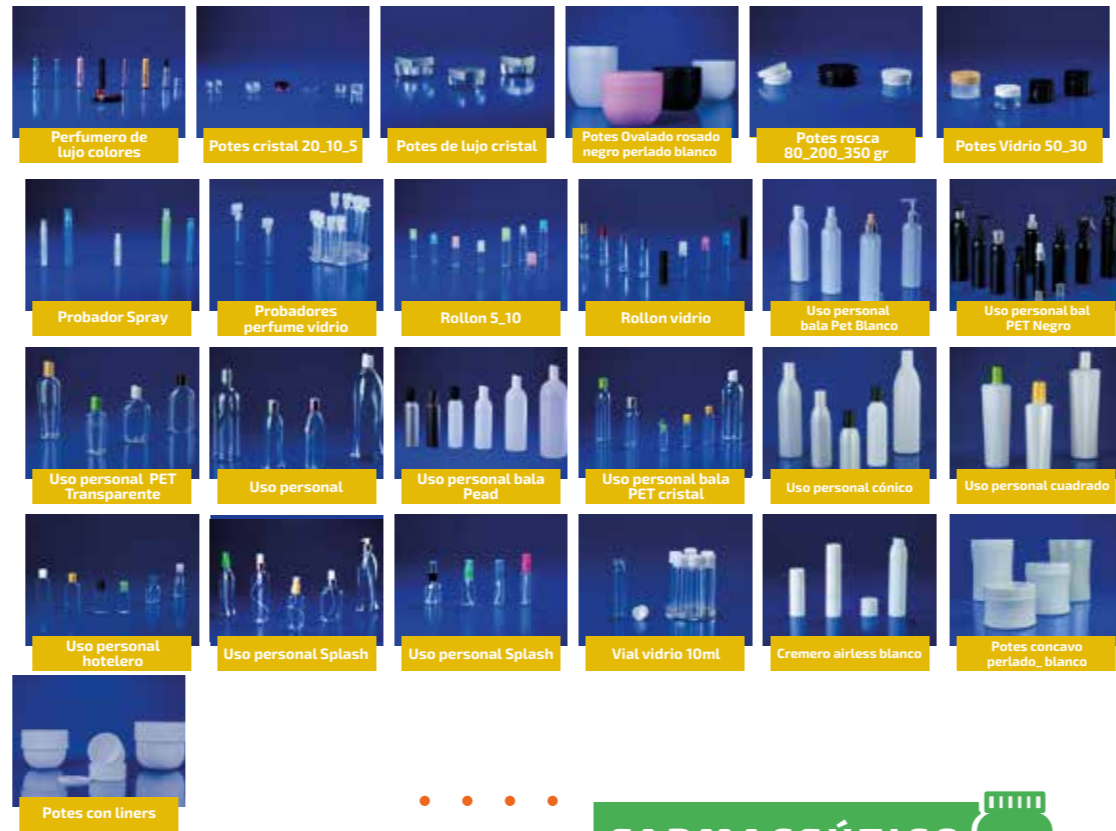 Perfumero de
lujo colores
Potes cristal 20_10_5
Potes de lujo cristal
Potes Ovalado rosado
negro perlado blanco
Potes rosca
80_200_350 gr
Potes Vidrio 50_30
Probador Spray
Probadores
perfume vidrio
Rollon 5_10
Rollon vidrio
Uso personal
bala Pet Blanco
Uso personal bal
PET Negro
Uso personal PET
Transparente
Uso personal
Uso personal bala
Pead
Uso personal bala
PET cristal
Uso personal cónico
Uso personal cuadrado
Uso personal
hotelero
Uso personal Splash
Uso personal Splash
Vial vidrio 10ml
Cremero airless blanco
Potes concavo
perlado_ blanco
Potes con liners
FARMACÉUTICO